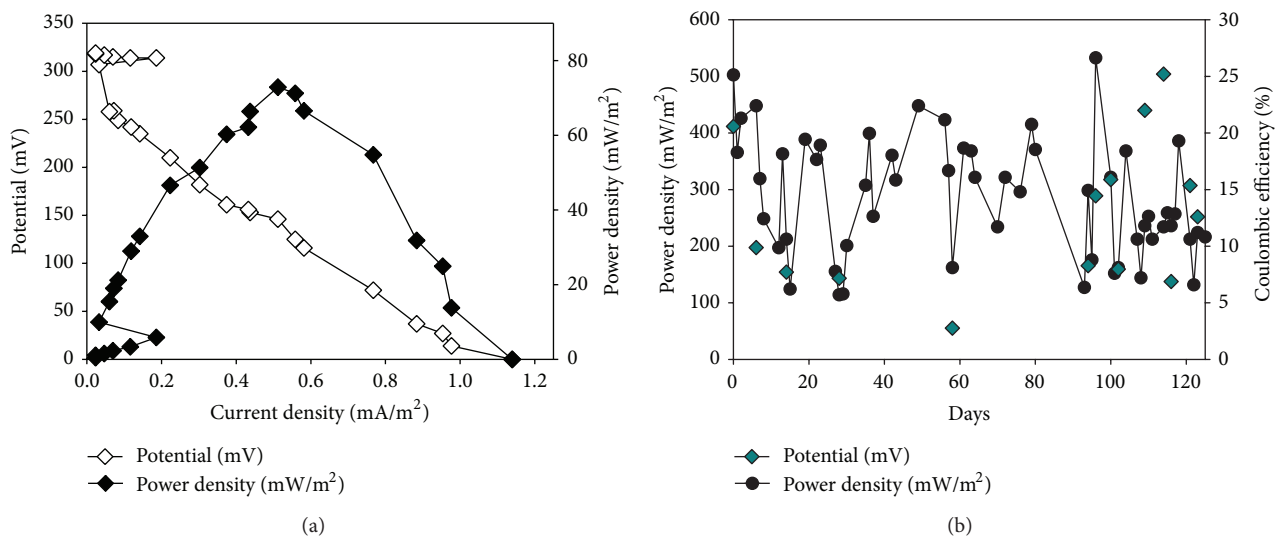 350
300
250
200
150
100
50
0
Potential (mV)
80
60
40
20
0
Power density (mW/m²)
0.0 0.2 0.4 0.6 0.8 1.0 1.2
Current density (mA/m²)
Potential (mV)
Power density (mW/m²)
(a)
600
500
400
300
200
100
0
Power density (mW/m²)
30
25
20
15
10
5
0
Coulombic efficiency (%)
0 20 40 60 80 100 120
Days
Potential (mV)
Power density (mW/m²)
(b)